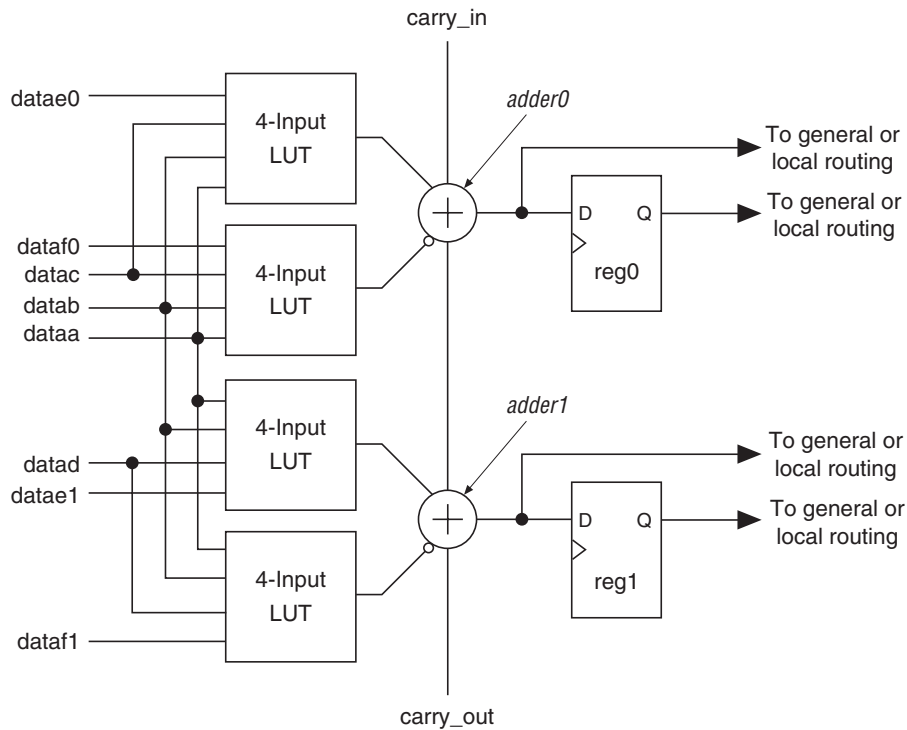 carry_in
datae0
4-Input
LUT
adder0
To general or
local routing
D
Q
To general or
local routing
reg0
dataf0
datac
datab
dataa
4-Input
LUT
4-Input
LUT
adder1
To general or
local routing
datad
datae1
D
Q
To general or
local routing
reg1
4-Input
LUT
dataf1
carry_out